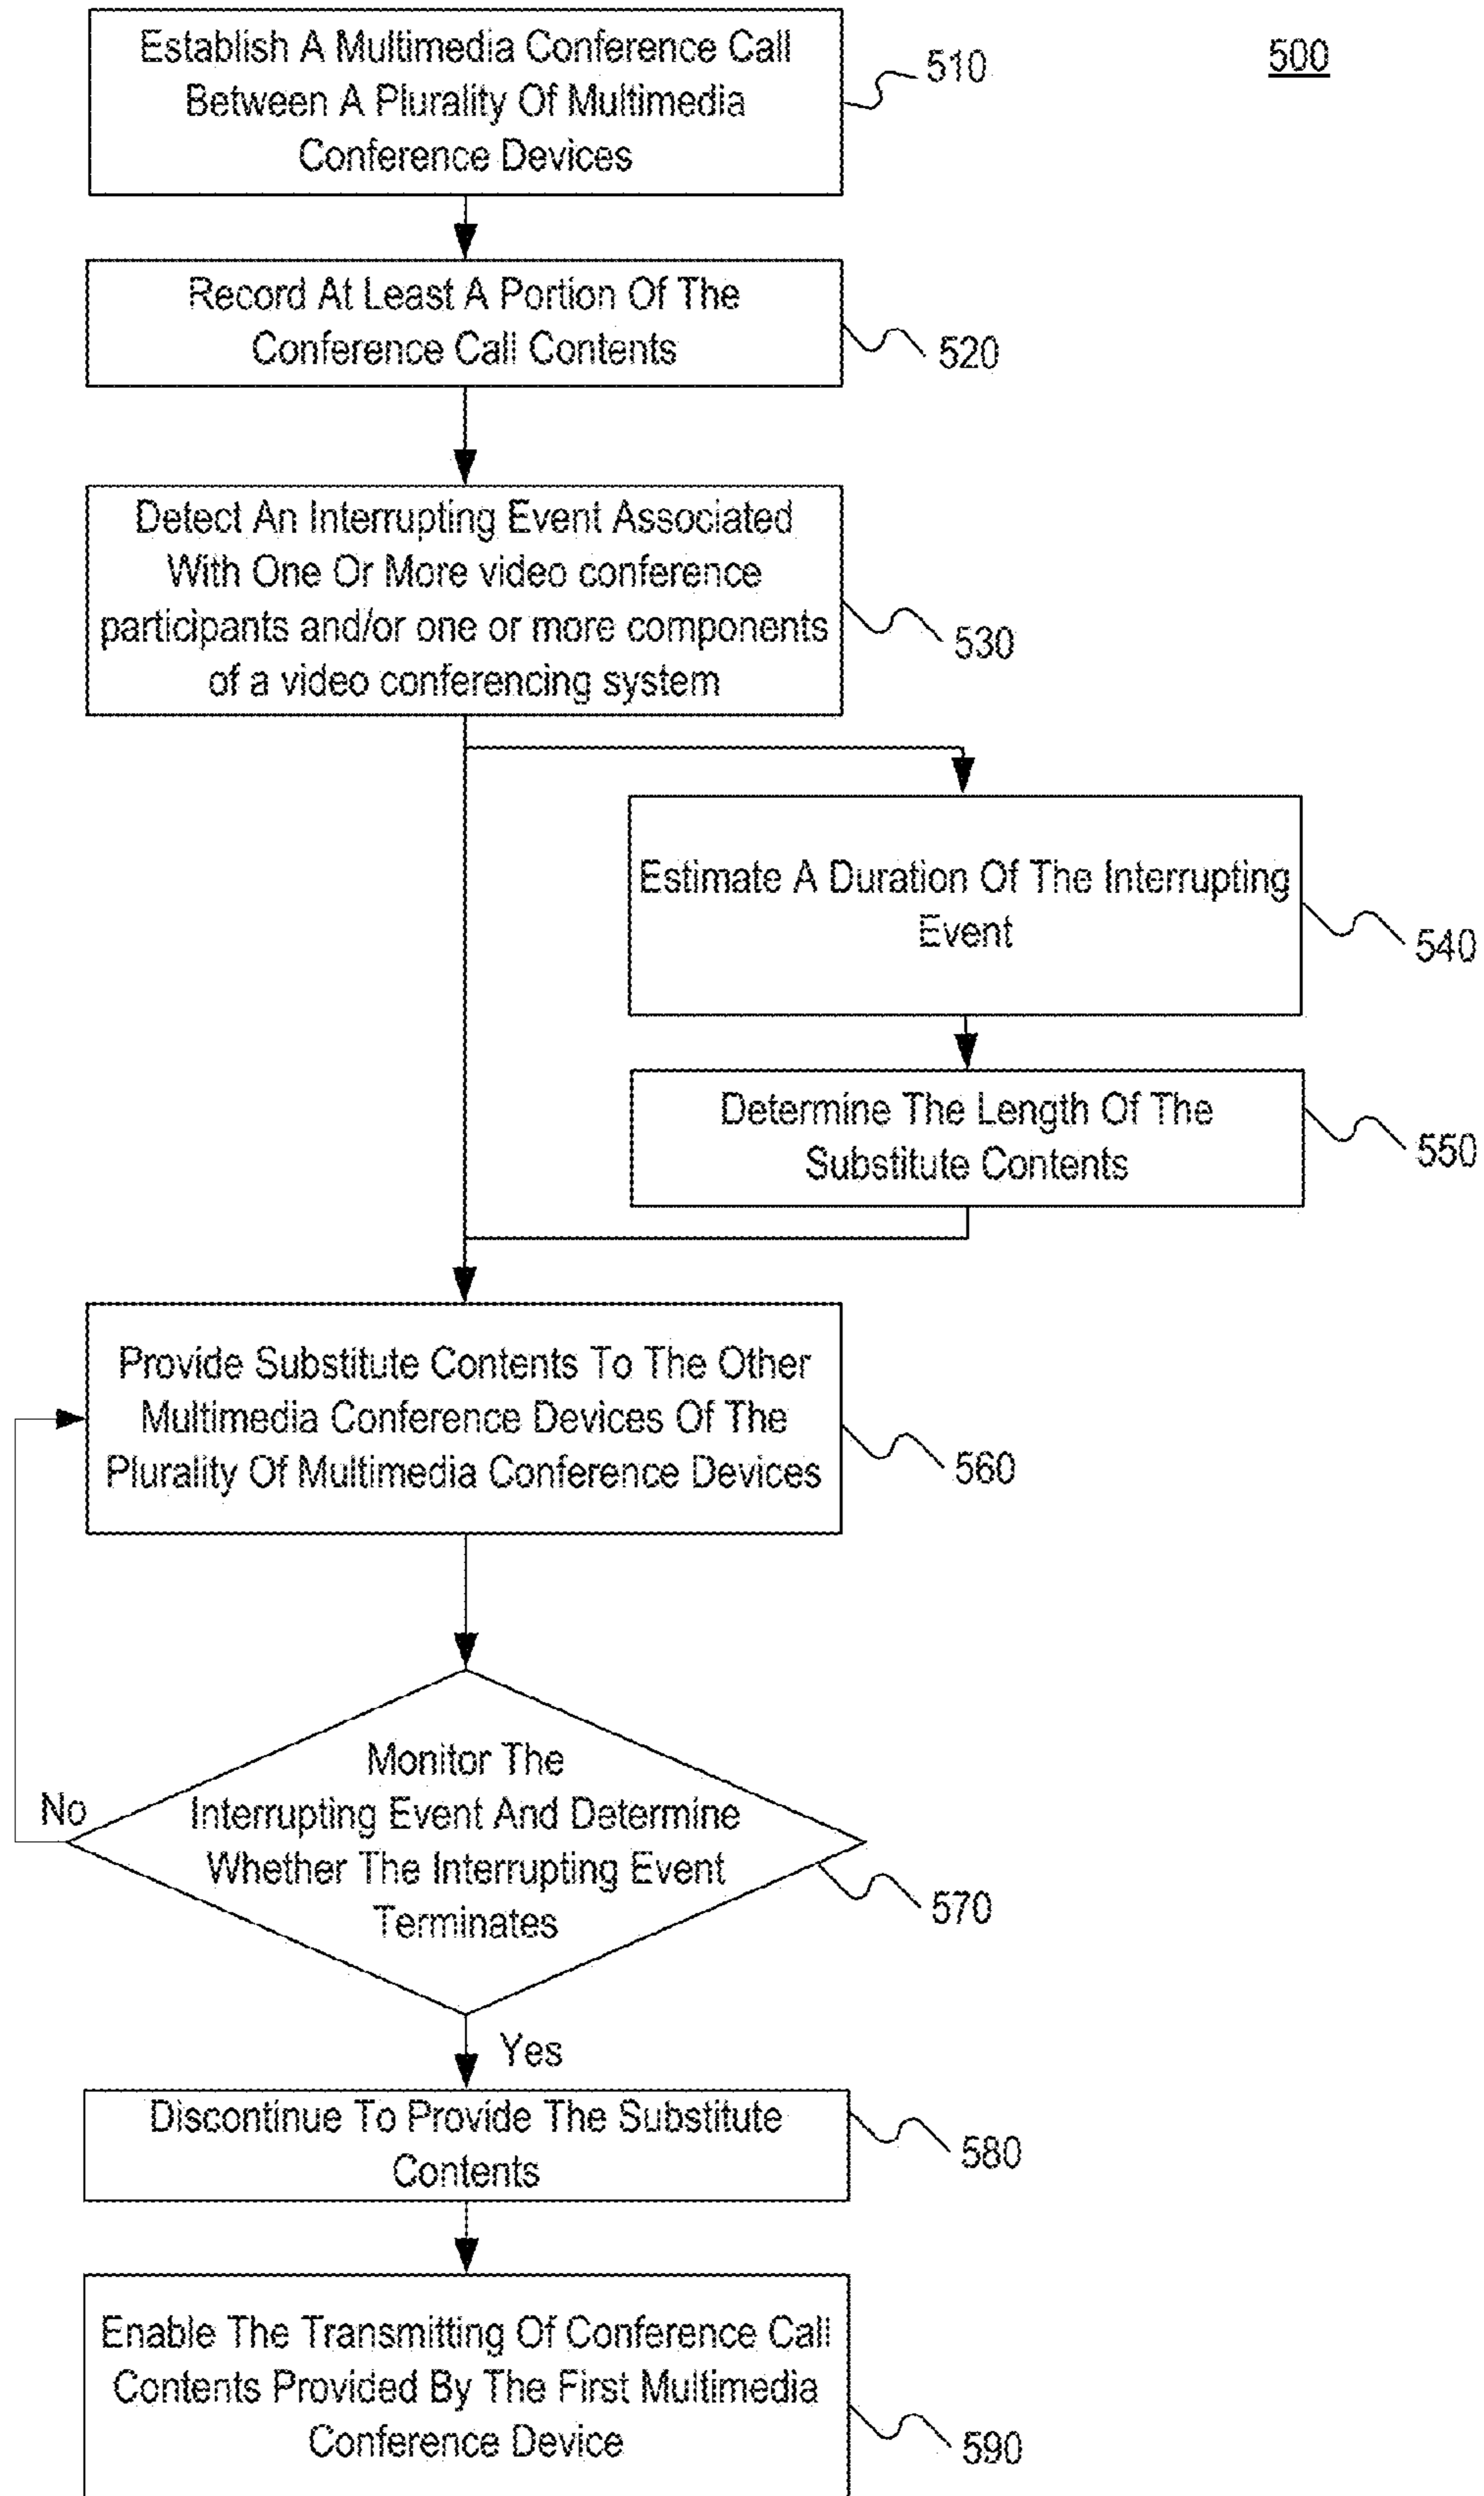 500
Establish A Multimedia Conference Call
Between A Plurality Of Multimedia
Conference Devices
510
Record At Least A Portion Of The
Conference Call Contents
520
Detect An Interrupting Event Associated
With One Or More video conference
participants and/or one or more components
of a video conferencing system
530
Estimate A Duration Of The Interrupting
Event
540
Determine The Length Of The
Substitute Contents
550
Provide Substitute Contents To The Other
Multimedia Conference Devices Of The
Plurality Of Multimedia Conference Devices
560
Monitor The
Interrupting Event And Determine
Whether The Interrupting Event
Terminates
570
No
Yes
Discontinue To Provide The Substitute
Contents
580
Enable The Transmitting Of Conference Call
Contents Provided By The First Multimedia
Conference Device
590